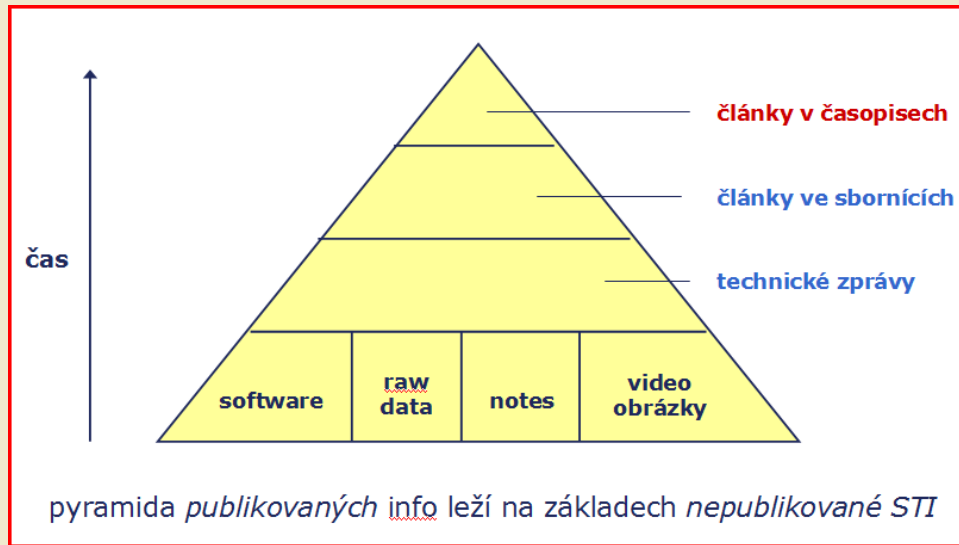 články v časopisech
články ve sbornících
čas
technické zprávy
software
raw
data
notes
video
obrázky
pyramida publikovaných info leží na základech nepublikované STI